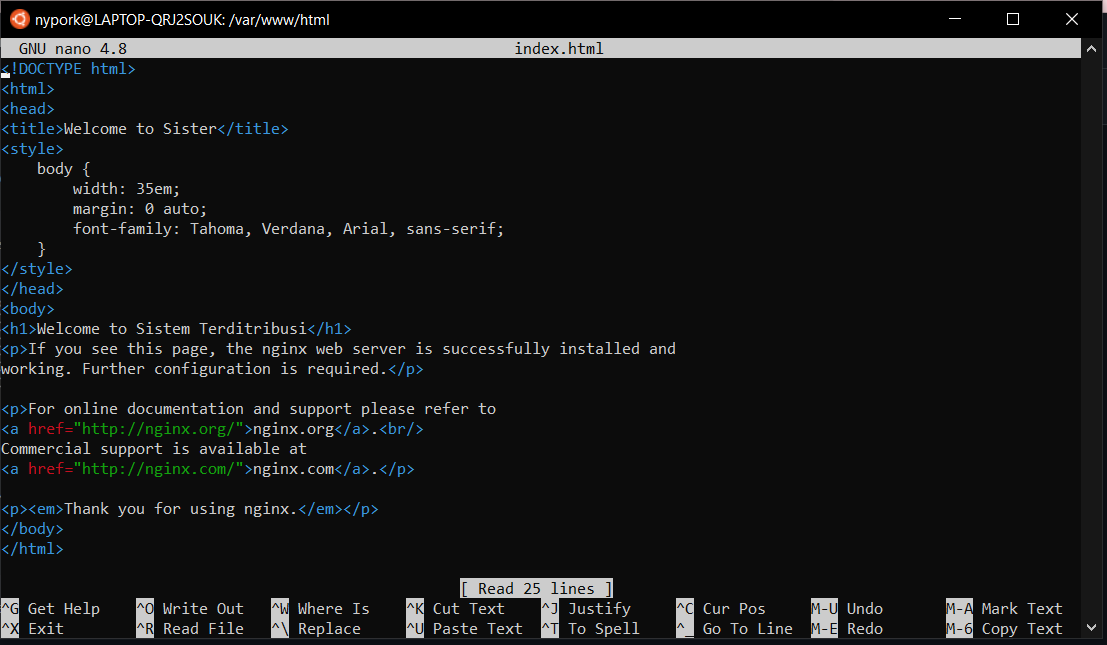 nypork@LAPTOP-QRJ2SOUK: /var/www/html
GNU nano 4.8 index.html
<!DOCTYPE html>
<html>
<head>
<title>Welcome to Sister</title>
<style>
    body {
        width: 35em;
        margin: 0 auto;
        font-family: Tahoma, Verdana, Arial, sans-serif;
    }
</style>
</head>
<body>
<h1>Welcome to Sistem Terditribusi</h1>
<p>If you see this page, the nginx web server is successfully installed and
working. Further configuration is required.</p>

<p>For online documentation and support please refer to
<a href="http://nginx.org/">nginx.org</a>.<br/>
Commercial support is available at
<a href="http://nginx.com/">nginx.com</a>.</p>

<p><em>Thank you for using nginx.</em></p>
</body>
</html>
[ Read 25 lines ]
^G Get Help ^O Write Out ^W Where Is ^K Cut Text ^J Justify ^C Cur Pos M-U Undo M-A Mark Text
^X Exit ^R Read File ^\ Replace ^U Paste Text ^T To Spell ^_ Go To Line M-E Redo M-6 Copy Text